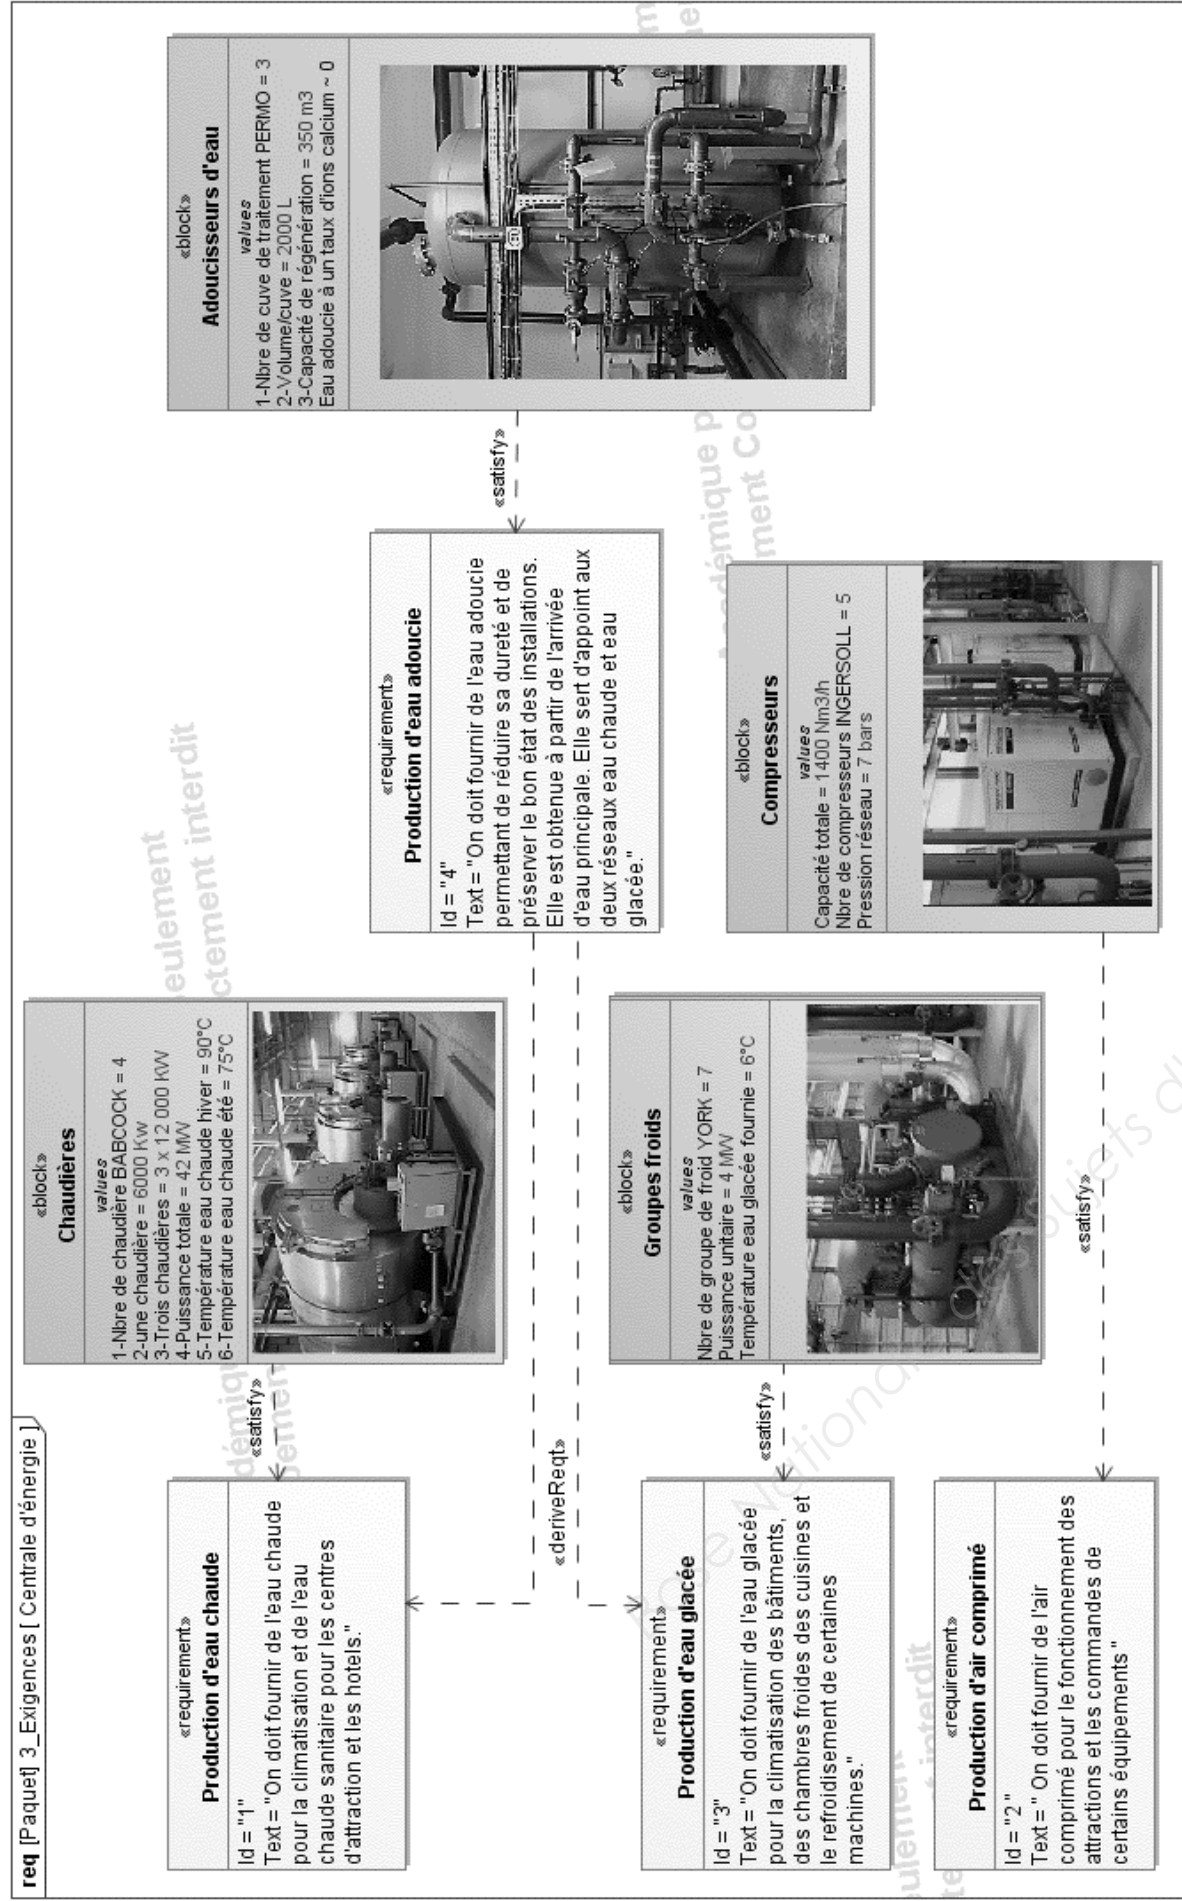 req [Paquet] 3_Exigences [ Centrale d'énergie ]
«requirement»
Production d'eau chaude
Id = "1"
Text = "On doit fournir de l'eau chaude
pour la climatisation et de l'eau
chaude sanitaire pour les centres
d'attraction et les hotels."
«satisfy»
«block»
Chaudières
values
1-Nbre de chaudière BABCOCK = 4
2-une chaudière = 6000 Kw
3-Trois chaudières = 3 x 12 000 KW
4-Puissance totale = 42 MW
5-Température eau chaude hiver = 90°C
6-Température eau chaude été = 75°C
«block»
Adoucisseurs d'eau
values
1-Nbre de cuve de traitement PERMO = 3
2-Volume/cuve = 2000 L
3-Capacité de régénération = 350 m3
Eau adoucie à un taux d'ions calcium ~ 0
«satisfy»
«requirement»
Production d'eau adoucie
Id = "4"
Text = "On doit fournir de l'eau adoucie
permettant de réduire sa dureté et de
préserver le bon état des installations.
Elle est obtenue à partir de l'arrivée
d'eau principale. Elle sert d'appoint aux
deux réseaux eau chaude et eau
glacée."
«deriveReqt»
«requirement»
Production d'eau glacée
Id = "3"
Text = "On doit fournir de l'eau glacée
pour la climatisation des bâtiments,
des chambres froides des cuisines et
le refroidisement de certaines
machines."
«satisfy»
«block»
Groupes froids
values
Nbre de groupe de froid YORK = 7
Puissance unitaire = 4 MW
Température eau glacée fournie = 6°C
«block»
Compresseurs
values
Capacité totale = 1400 Nm3/h
Nbre de compresseurs INGERSOLL = 5
Pression réseau = 7 bars
«satisfy»
«requirement»
Production d'air comprimé
Id = "2"
Text = " On doit fournir de l'air
comprimé pour le fonctionnement des
attractions et les commandes de
certains équipements"